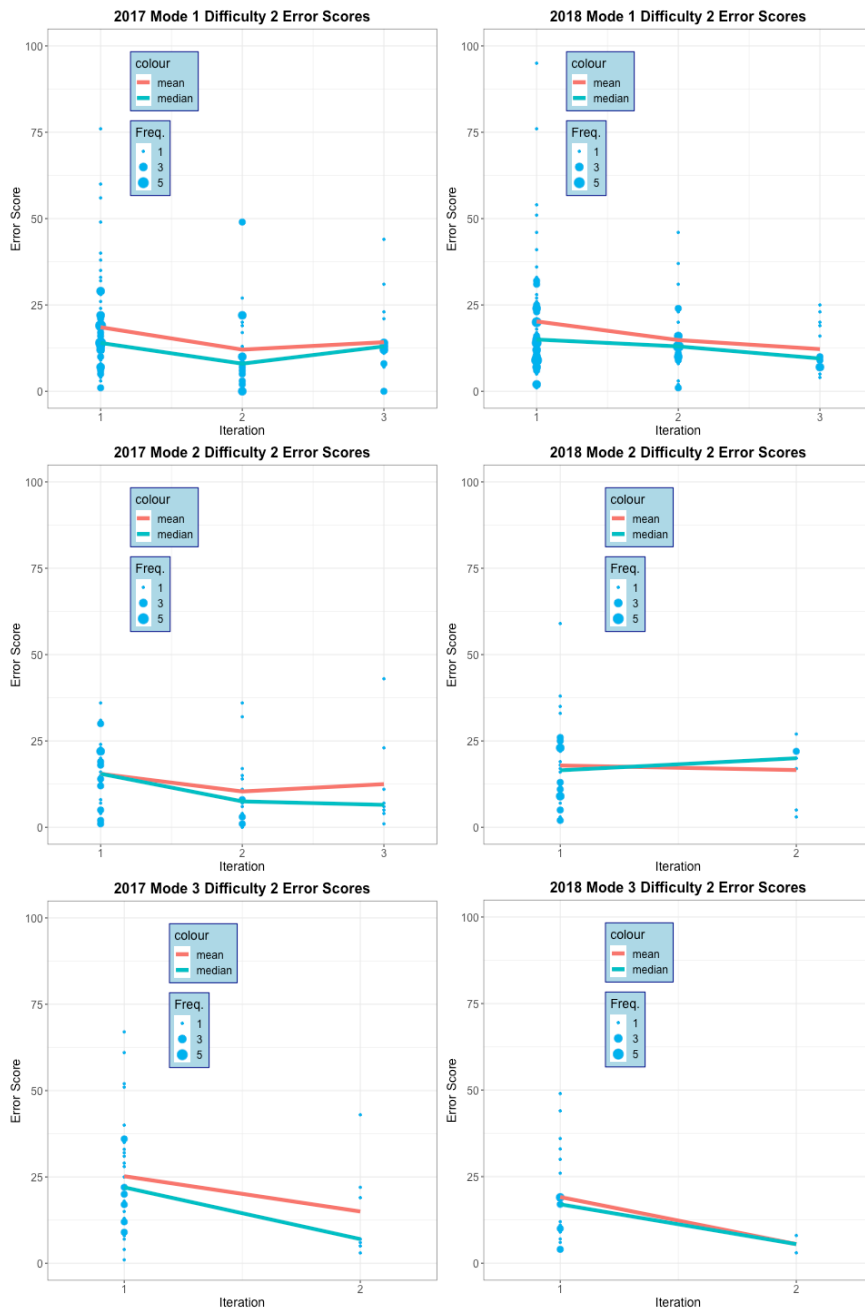 2017 Mode 1 Difficulty 2 Error Scores
100
75
50
25
0
Error Score
colour
mean
median
Freq.
1
3
5
1
2
3
Iteration
2018 Mode 1 Difficulty 2 Error Scores
100
75
50
25
0
Error Score
colour
mean
median
Freq.
1
3
5
1
2
3
Iteration
2017 Mode 2 Difficulty 2 Error Scores
100
75
50
25
0
Error Score
colour
mean
median
Freq.
1
3
5
1
2
3
Iteration
2018 Mode 2 Difficulty 2 Error Scores
100
75
50
25
0
Error Score
colour
mean
median
Freq.
1
3
5
1
2
Iteration
2017 Mode 3 Difficulty 2 Error Scores
100
75
50
25
0
Error Score
colour
mean
median
Freq.
1
3
5
1
2
Iteration
2018 Mode 3 Difficulty 2 Error Scores
100
75
50
25
0
Error Score
colour
mean
median
Freq.
1
3
5
1
2
Iteration